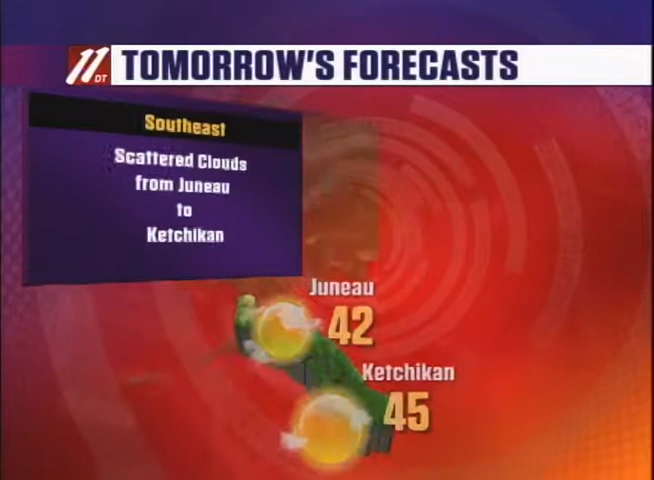 11 DT TOMORROW'S FORECASTS
Southeast
Scattered Clouds
from Juneau
to
Ketchikan
Juneau
42
Ketchikan
45